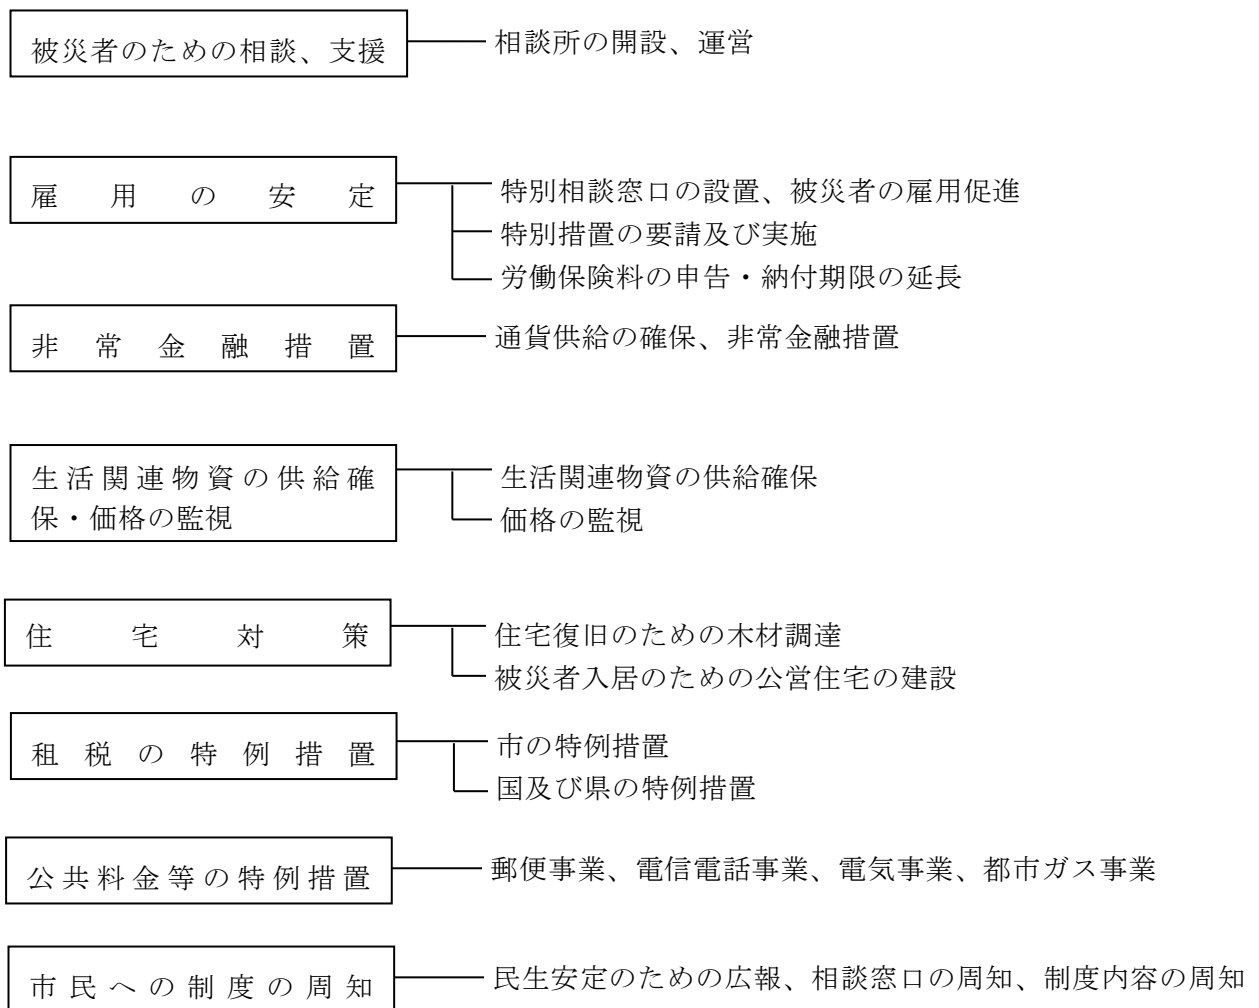 被災者のための相談、支援
相談所の開設、運営
雇用の安定
特別相談窓口の設置、被災者の雇用促進
特別措置の要請及び実施
労働保険料の申告・納付期限の延長
非常金融措置
通貨供給の確保、非常金融措置
生活関連物資の供給確
保・価格の監視
生活関連物資の供給確保
価格の監視
住宅対策
住宅復旧のための木材調達
被災者入居のための公営住宅の建設
租税の特例措置
市の特例措置
国及び県の特例措置
公共料金等の特例措置
郵便事業、電信電話事業、電気事業、都市ガス事業
市民への制度の周知
民生安定のための広報、相談窓口の周知、制度内容の周知